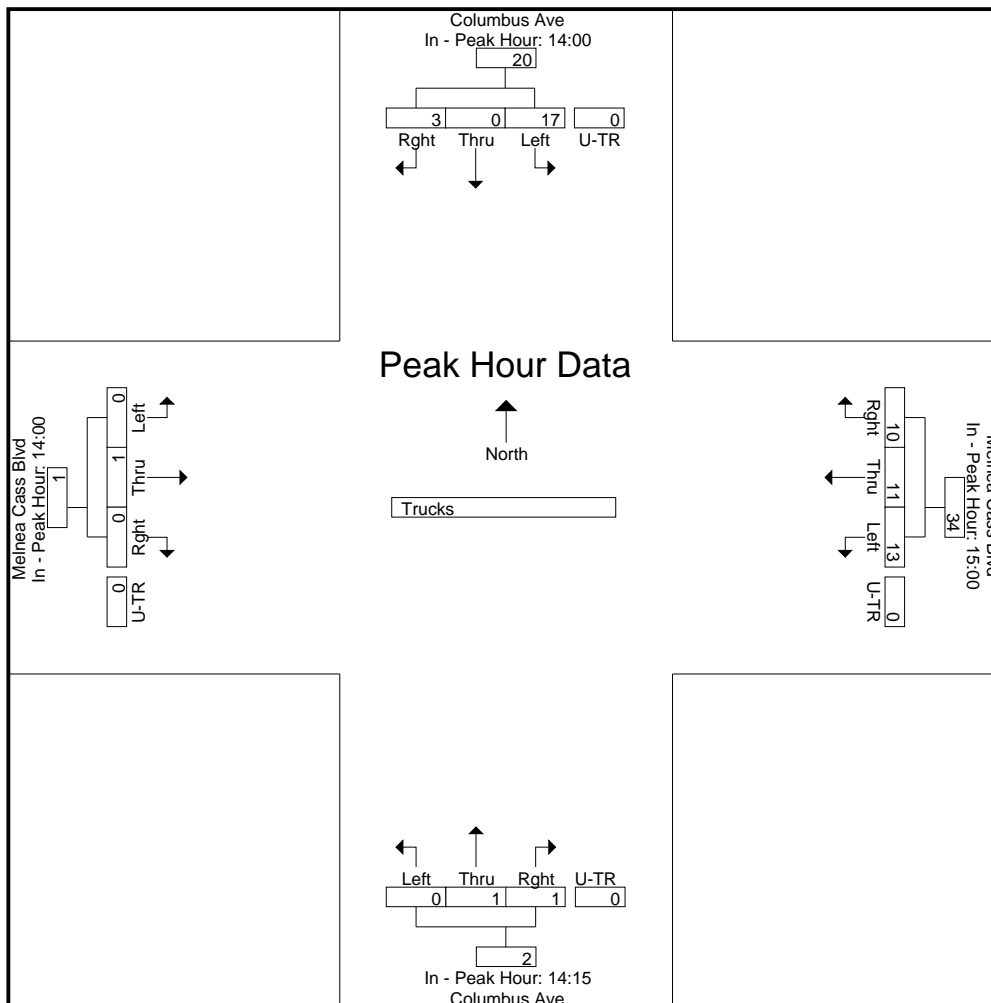 Columbus Ave
In - Peak Hour: 14:00
20
3 0 17 0
Rght Thru Left U-TR
Peak Hour Data
North
Trucks
Melnea Cass Blvd
In - Peak Hour: 14:00
1
0 1 0 0
Left Thru Rght U-TR
Melnea Cass Blvd
In - Peak Hour: 15:00
34
10 11 13 0
Rght Thru Left U-TR
Left Thru Rght U-TR
0 1 1 0
2
In - Peak Hour: 14:15
Columbus Ave